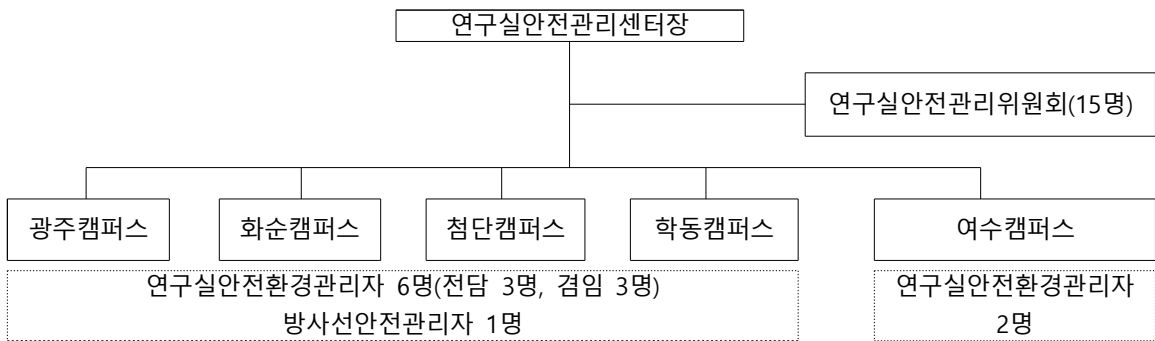 연구실안전관리센터장
연구실안전관리위원회(15명)
광주캠퍼스
화순캠퍼스
첨단캠퍼스
학동캠퍼스
여수캠퍼스
연구실안전환경관리자 6명(전담 3명, 겸임 3명)
방사선안전관리자 1명
연구실안전환경관리자
2명